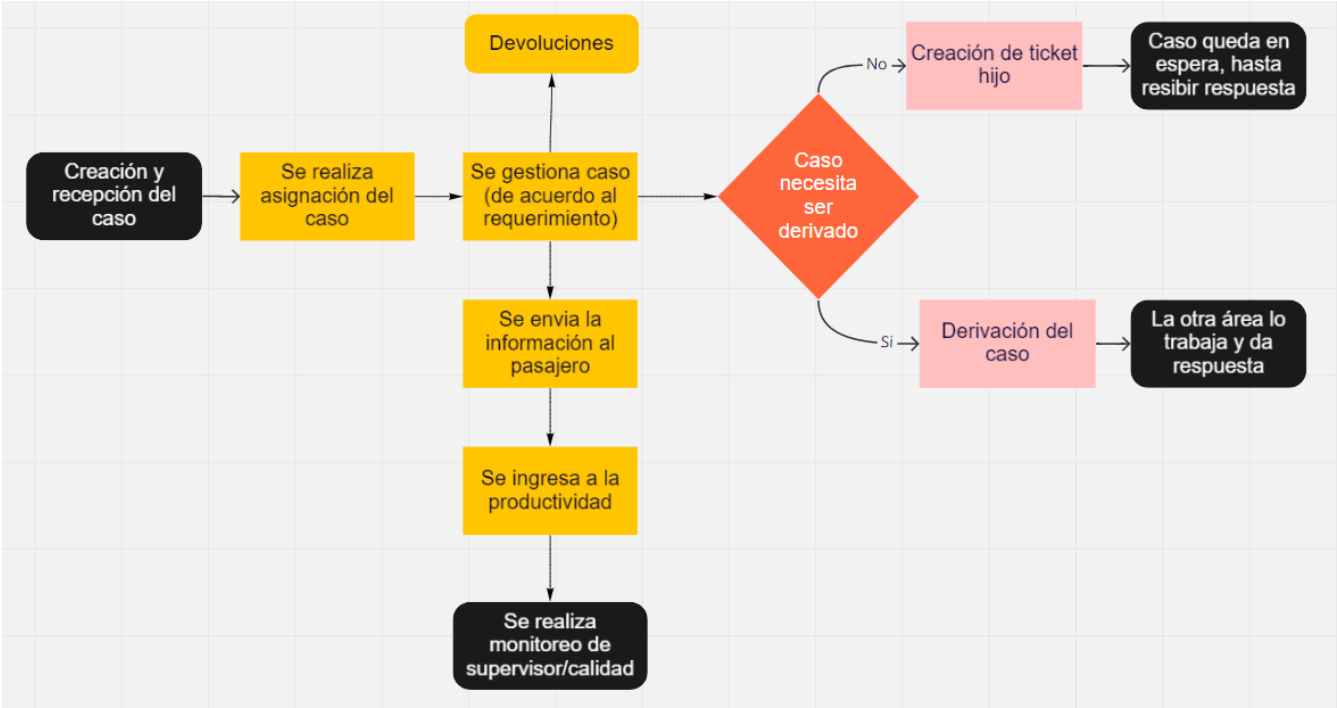 Devoluciones
No
Creación de ticket
hijo
Caso queda en
espera, hasta
resibir respuesta
Creación y
recepción del
caso
Se realiza
asignación del
caso
Se gestiona caso
(de acuerdo al
requerimiento)
Caso
necesita
ser
derivado
Se envia la
información al
pasajero
Si
Derivación del
caso
La otra área lo
trabaja y da
respuesta
Se ingresa a la
productividad
Se realiza
monitoreo de
supervisor/calidad